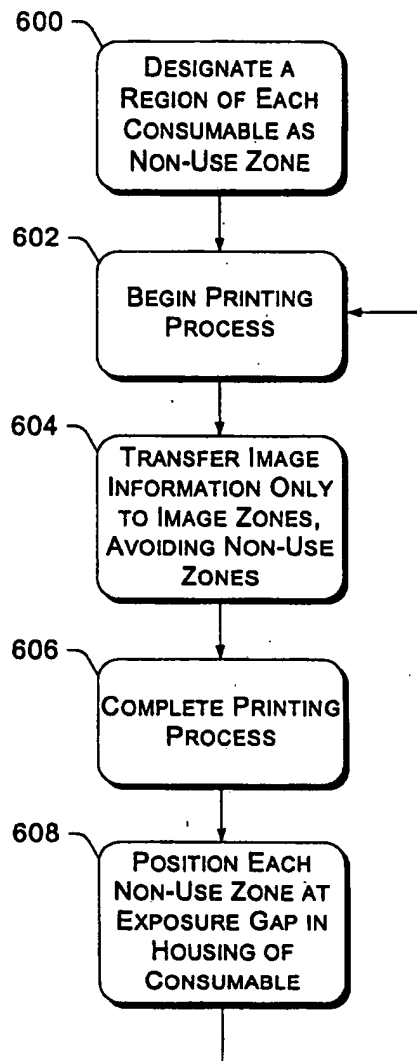 600
DESIGNATE A
REGION OF EACH
CONSUMABLE AS
NON-USE ZONE
602
BEGIN PRINTING
PROCESS
604
TRANSFER IMAGE
INFORMATION ONLY
TO IMAGE ZONES,
AVOIDING NON-USE
ZONES
606
COMPLETE PRINTING
PROCESS
608
POSITION EACH
NON-USE ZONE AT
EXPOSURE GAP IN
HOUSING OF
CONSUMABLE